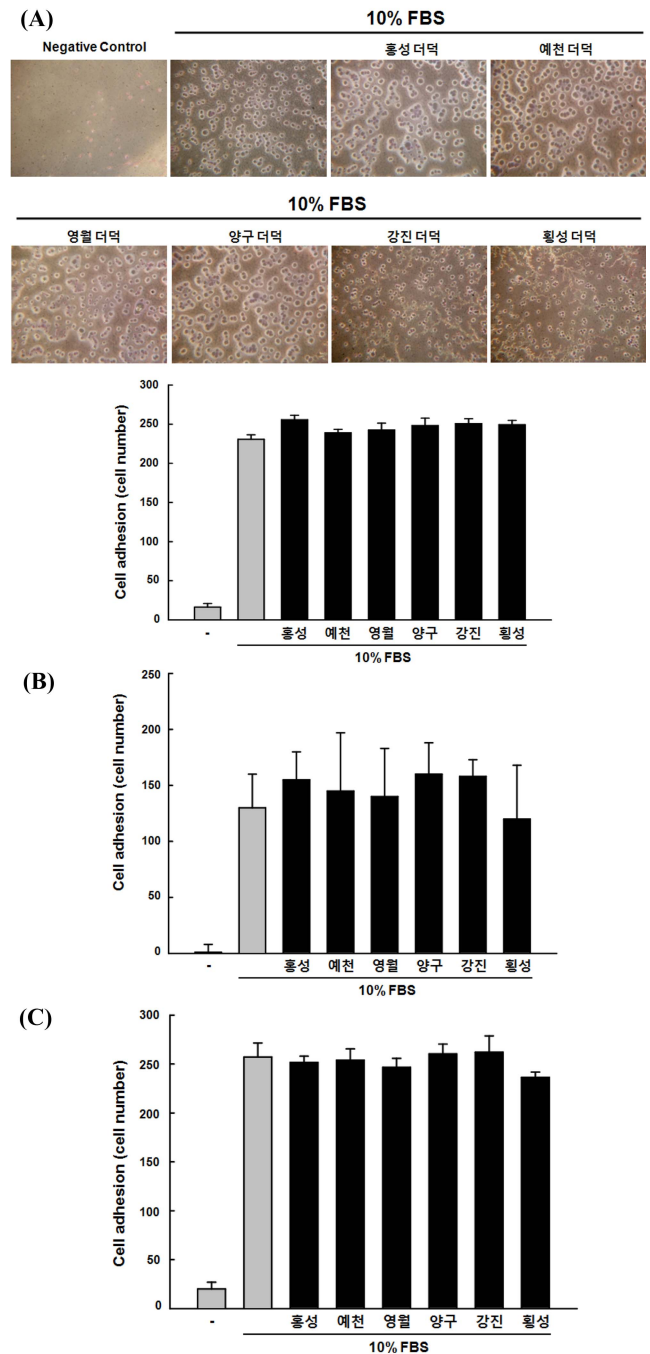 (A)
10% FBS
Negative Control 홍성 더덕 예천 더덕
10% FBS
영월 더덕 양구 더덕 강진 더덕 횡성 더덕
Cell adhesion (cell number)
300
250
200
150
100
50
0
- 홍성 예천 영월 양구 강진 횡성
10% FBS
(B)
Cell adhesion (cell number)
250
200
150
100
50
0
- 홍성 예천 영월 양구 강진 횡성
10% FBS
(C)
Cell adhesion (cell number)
300
250
200
150
100
50
0
- 홍성 예천 영월 양구 강진 횡성
10% FBS